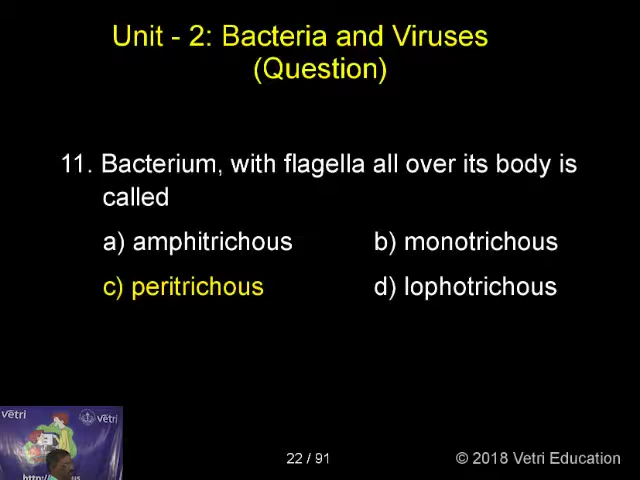 Unit - 2: Bacteria and Viruses
(Question)
11. Bacterium, with flagella all over its body is
called
a) amphitrichous b) monotrichous
c) peritrichous d) lophotrichous
vetri
vetri
22 / 91
© 2018 Vetri Education